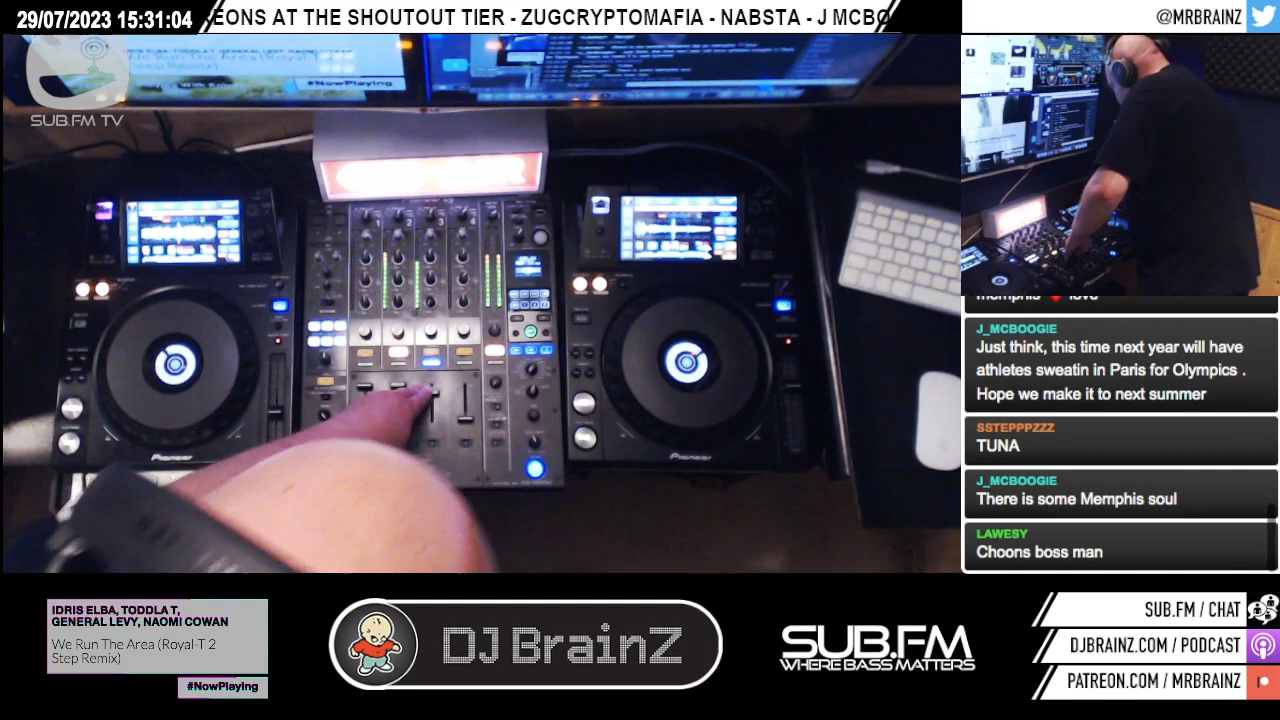 29/07/2023 15:31:04
EONS AT THE SHOUTOUT TIER - ZUGCRYPTOMAFIA - NABSTA - J MCBO
@MRBRAINZ
SUB.FM TV
#NowPlaying
Pioneer
Pioneer
J_MCBOOGIE
Just think, this time next year will have
athletes sweatin in Paris for Olympics .
Hope we make it to next summer
SSTEPPPZZZ
TUNA
J_MCBOOGIE
There is some Memphis soul
LAWESY
Choons boss man
IDRIS ELBA, TODDLA T,
GENERAL LEVY, NAOMI COWAN
We Run The Area (Royal-T 2
Step Remix)
#NowPlaying
DJ BrainZ
SUB.FM
WHERE BASS MATTERS
SUB.FM / CHAT
DJBRAINZ.COM / PODCAST
PATREON.COM / MRBRAINZ